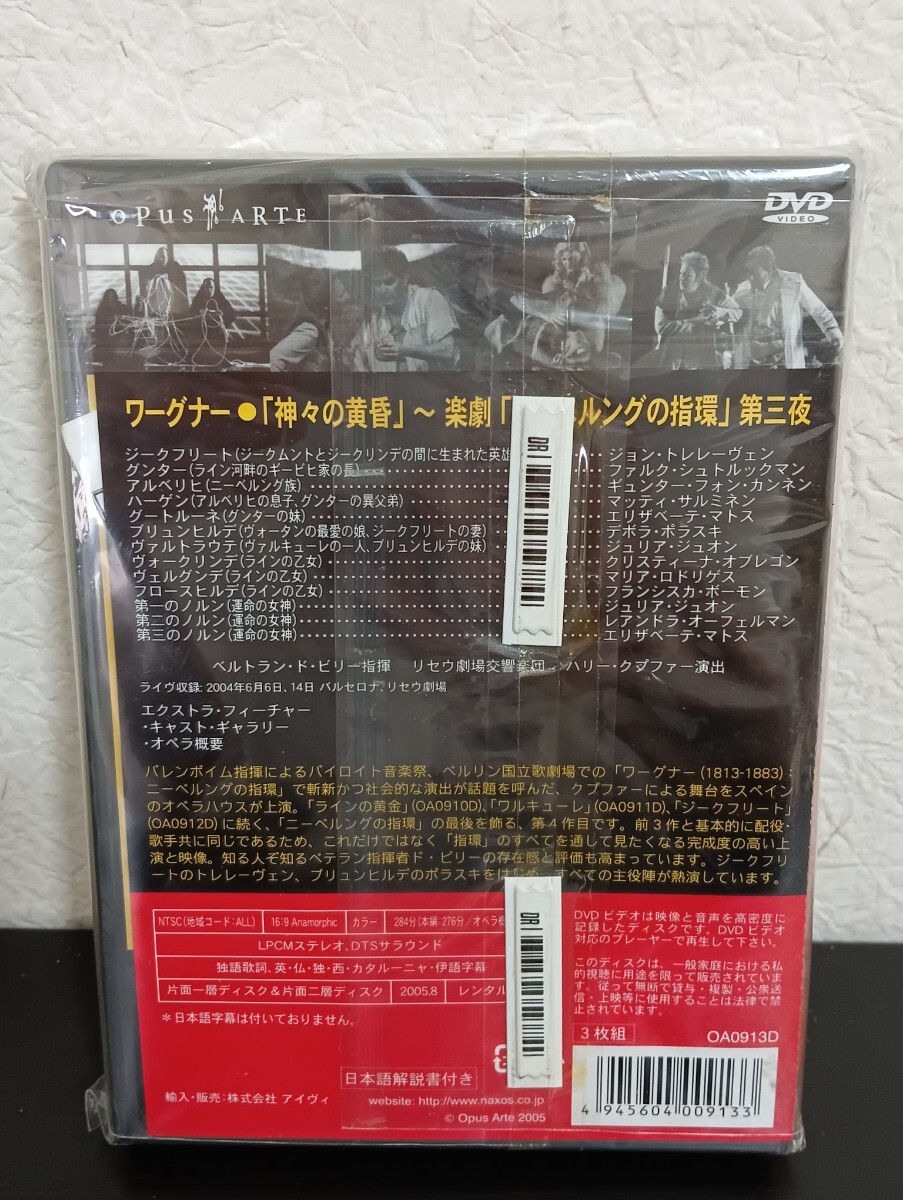 OPUS ARTE
DVD
VIDEO
ワーグナー●「神々の黄昏」～ 楽劇「
ベルングの指環」第三夜
ジークフリート(ジークムントとジークリンデの間に生まれた英雄
ジョン・トレレーヴェン
グンター(ライン河畔のギービヒ家の長)
ファルク・シュトルックマン
アルベリヒ(ニーベルング族)
ギュンター・フォン・カンネン
ハーゲン(アルベリヒの息子、グンターの異父弟)
マッティ・サルミネン
グートルーネ(グンターの妹)
エリザベーテ・マトス
ブリュンヒルデ(ヴォータンの最愛の娘、ジークフリートの妻)
デボラ・ポラスキ
ヴァルトラウテ(ヴァルキューレの一人、ブリュンヒルデの妹)
ジュリア・ジュオン
ヴォークリンデ(ラインの乙女)
クリスティーナ・オブレゴン
ヴェルグンデ(ラインの乙女)
マリア・ロドリゲス
フロースヒルデ(ラインの乙女)
フランシスカ・ボーモン
第一のノルン(運命の女神)
ジュリア・ジュオン
第二のノルン(運命の女神)
レアンドラ・オーフェルマン
第三のノルン(運命の女神)
エリザベーテ・マトス
ベルトラン・ド・ビリー指揮 リセウ劇場交響楽団 ハリー・クプファー演出
ライヴ収録: 2004年6月6日、14日 バルセロナ、リセウ劇場
エクストラ・フィーチャー
・キャスト・ギャラリー
・オペラ概要
バレンボイム指揮によるバイロイト音楽祭、ベルリン国立歌劇場での「ワーグナー(1813-1883):
ニーベルングの指環」で斬新かつ社会的な演出が話題を呼んだ、クプファーによる舞台をスペイン
のオペラハウスが上演。「ラインの黄金」(OA0910D)、「ワルキューレ」(OA0911D)、「ジークフリート」
(OA0912D)に続く、「ニーベルングの指環」の最後を飾る、第4作目です。前3作と基本的に配役・
歌手共に同じであるため、これだけではなく「指環」のすべてを通して見たくなる完成度の高い上
演と映像。知る人ぞ知るベテラン指揮者ド・ビリーの存在感と評価も高まっています。ジークフリ
ートのトレレーヴェン、ブリュンヒルデのポラスキをはじめ、すべての主役陣が熱演しています。
NTSC(地域コード:ALL) 16:9 Anamorphic カラー 284分(本編:276分/オペラ概
LPCMステレオ、DTSサラウンド
独語歌詞、英・仏・独・西・カタルーニャ・伊語字幕
片面一層ディスク＆片面二層ディスク 2005.8 レンタル
＊日本語字幕は付いておりません。
日本語解説書付き
輸入・販売:株式会社 アイヴィ
website: http://www.naxos.co.jp
© Opus Arte 2005
DVDビデオは映像と音声を高密度に
記録したディスクです。DVDビデオ
対応のプレーヤーで再生して下さい。
このディスクは、一般家庭における私
的視聴に用途を限って販売されていま
す。従って無断で貸与・複製・公衆送
信・上映等に使用することは法律で禁
止されています。
3枚組
OA0913D
4 945604 009133
DRI
DRI